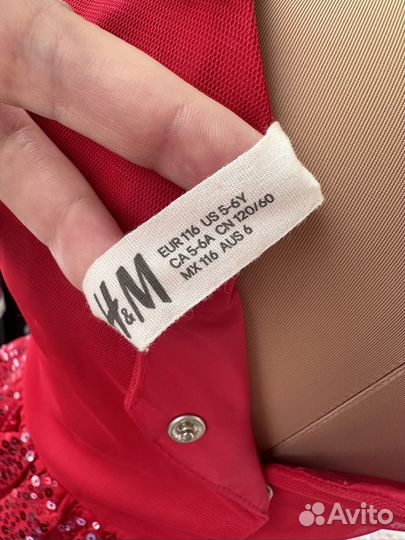 H&M
EUR 116 US 5-6Y
CA 5-6A CN 120/60
MX 116 AUS 6
Avito